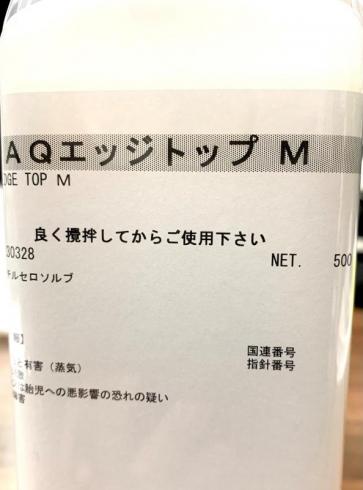 AQエッジトップ M
DGE TOP M
良く攪拌してからご使用下さい
30328
NET. 500
チルセロソルブ
国連番号
と有害（蒸気）
指針番号
は胎児への悪影響の恐れの疑い